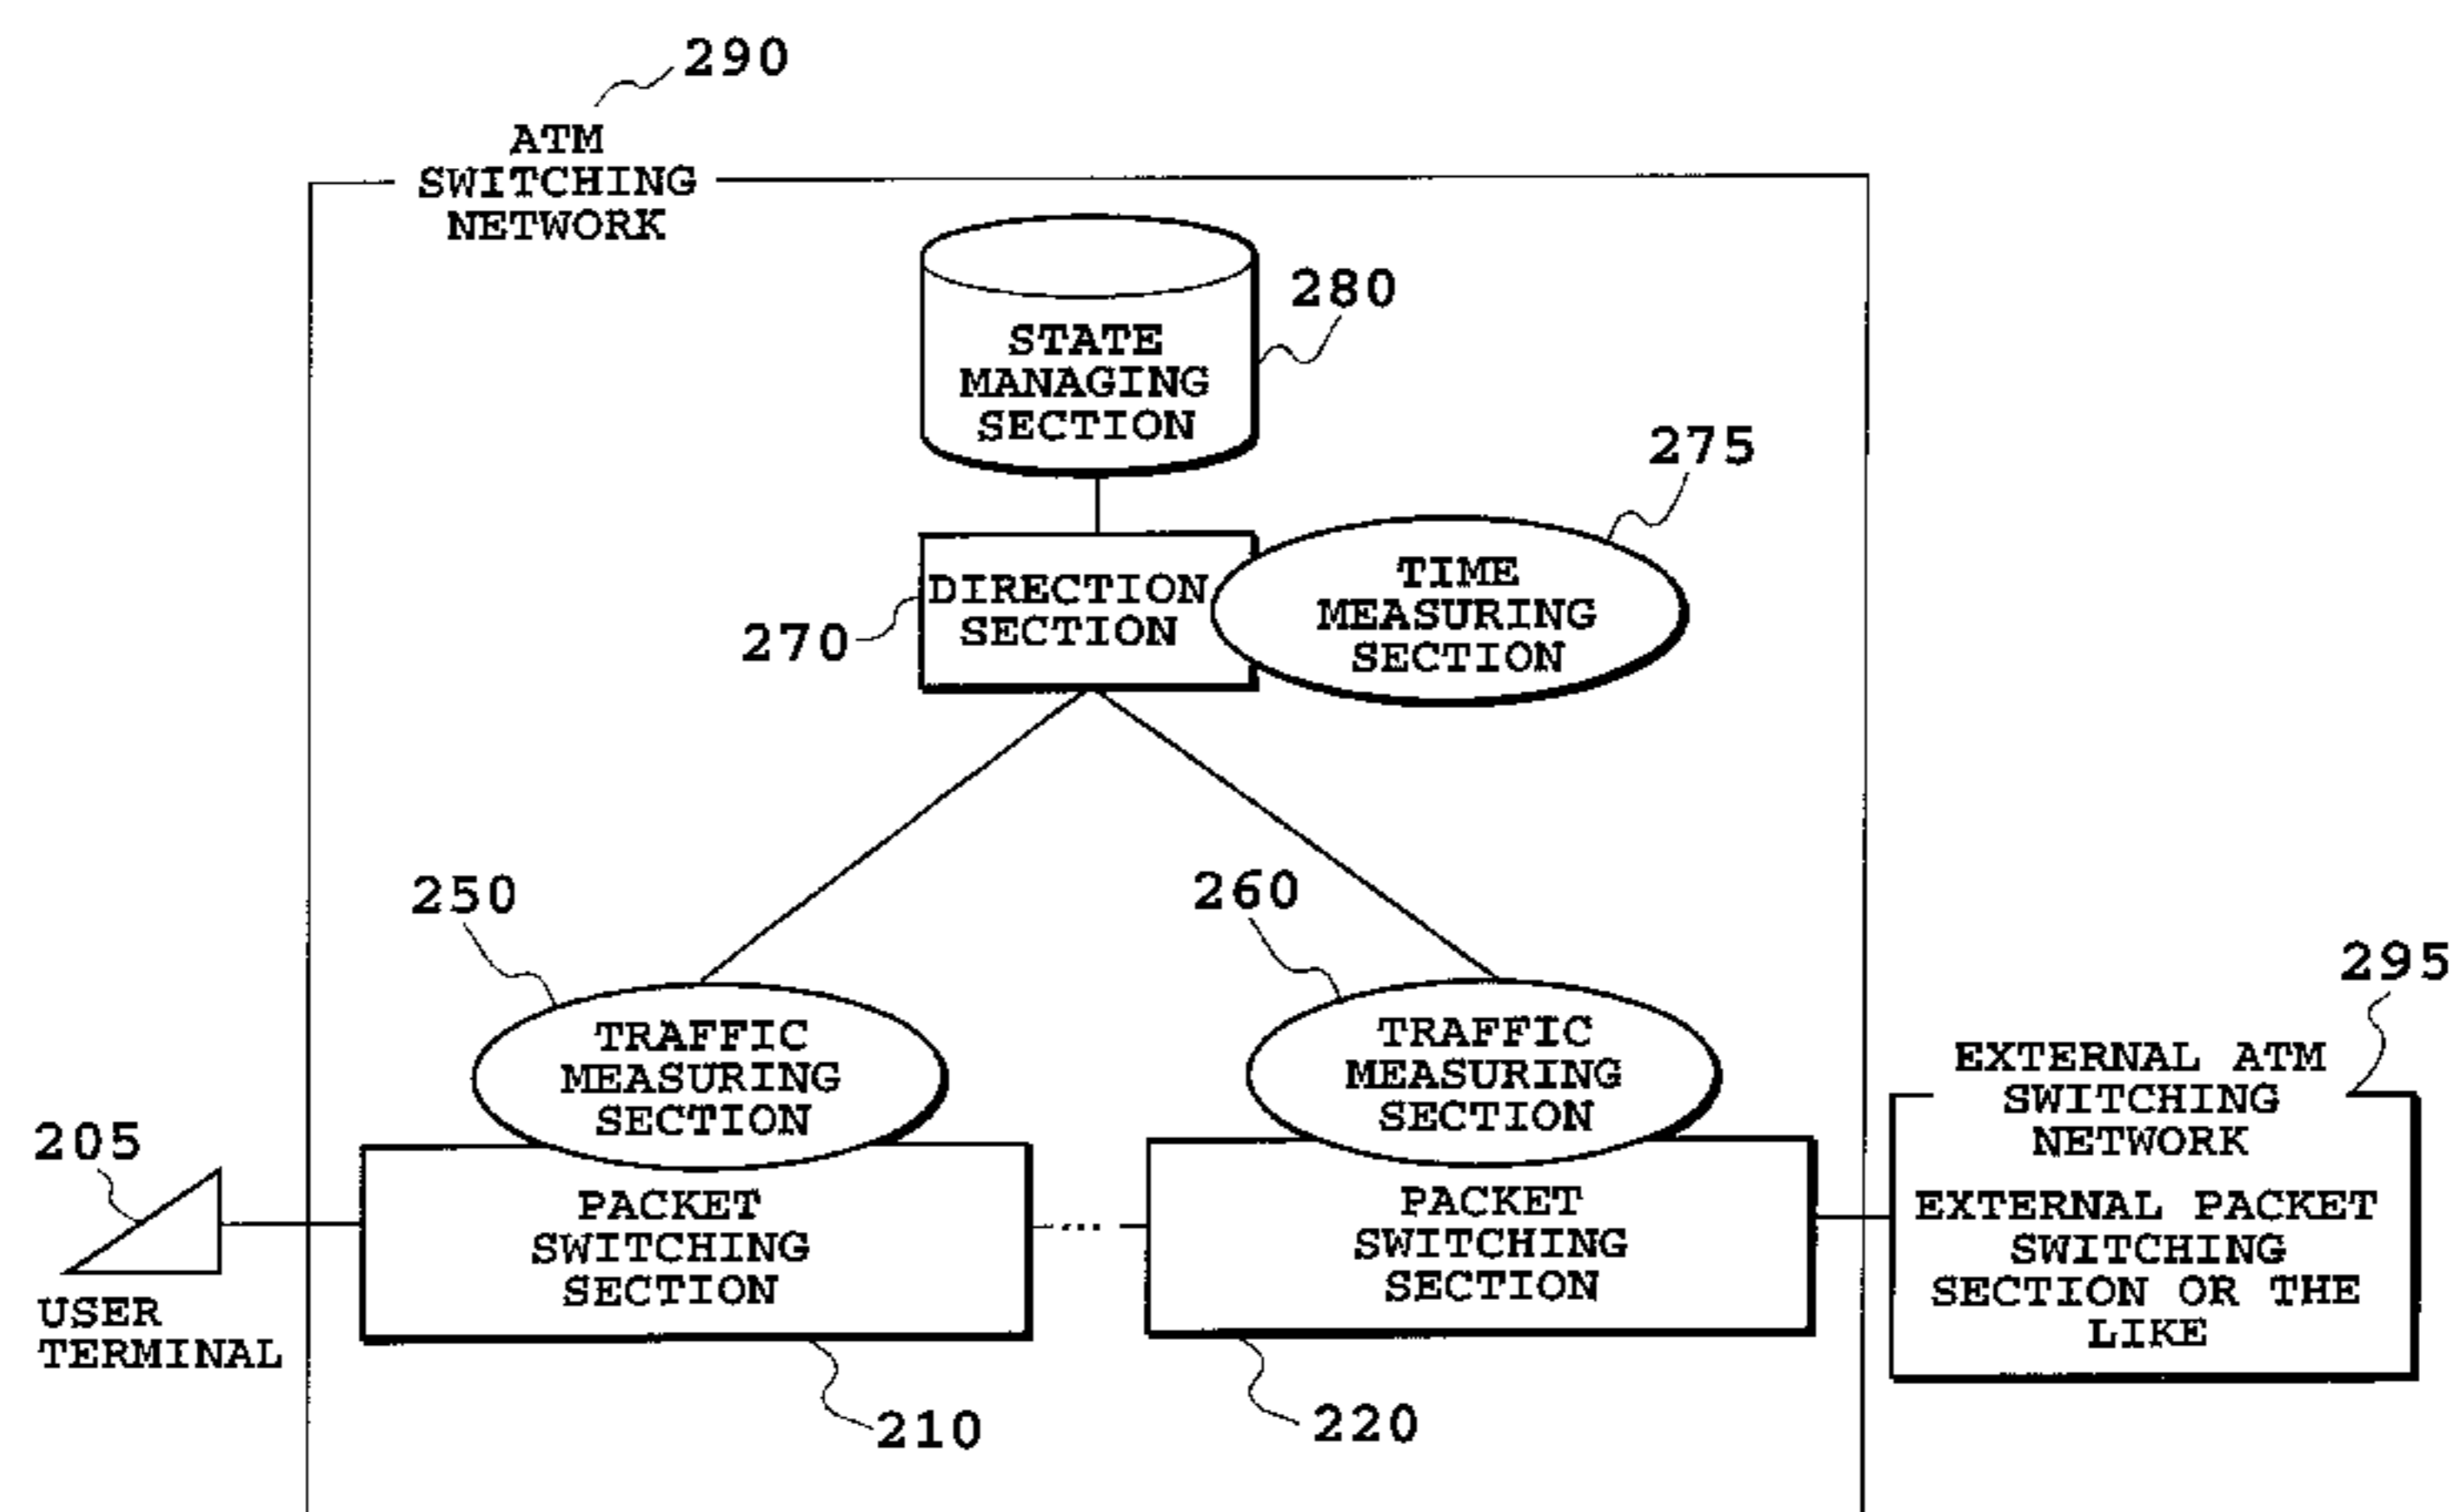 290
ATM
SWITCHING
NETWORK
280
STATE
MANAGING
SECTION
275
DIRECTION
SECTION
270
TIME
MEASURING
SECTION
250
260
295
TRAFFIC
MEASURING
SECTION
TRAFFIC
MEASURING
SECTION
EXTERNAL ATM
SWITCHING
NETWORK
205
USER
TERMINAL
PACKET
SWITCHING
SECTION
...
PACKET
SWITCHING
SECTION
EXTERNAL PACKET
SWITCHING
SECTION OR THE
LIKE
210
220